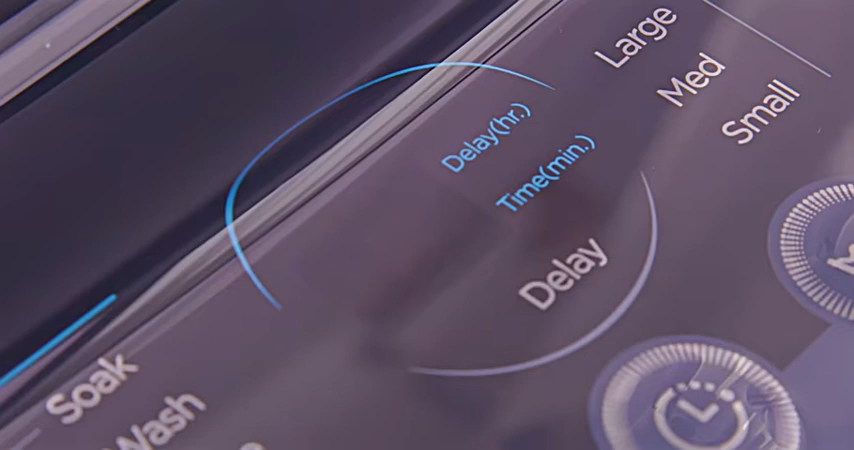 Large
Med
Small
Delay(hr.)
Time(min.)
Delay
Soak
Wash